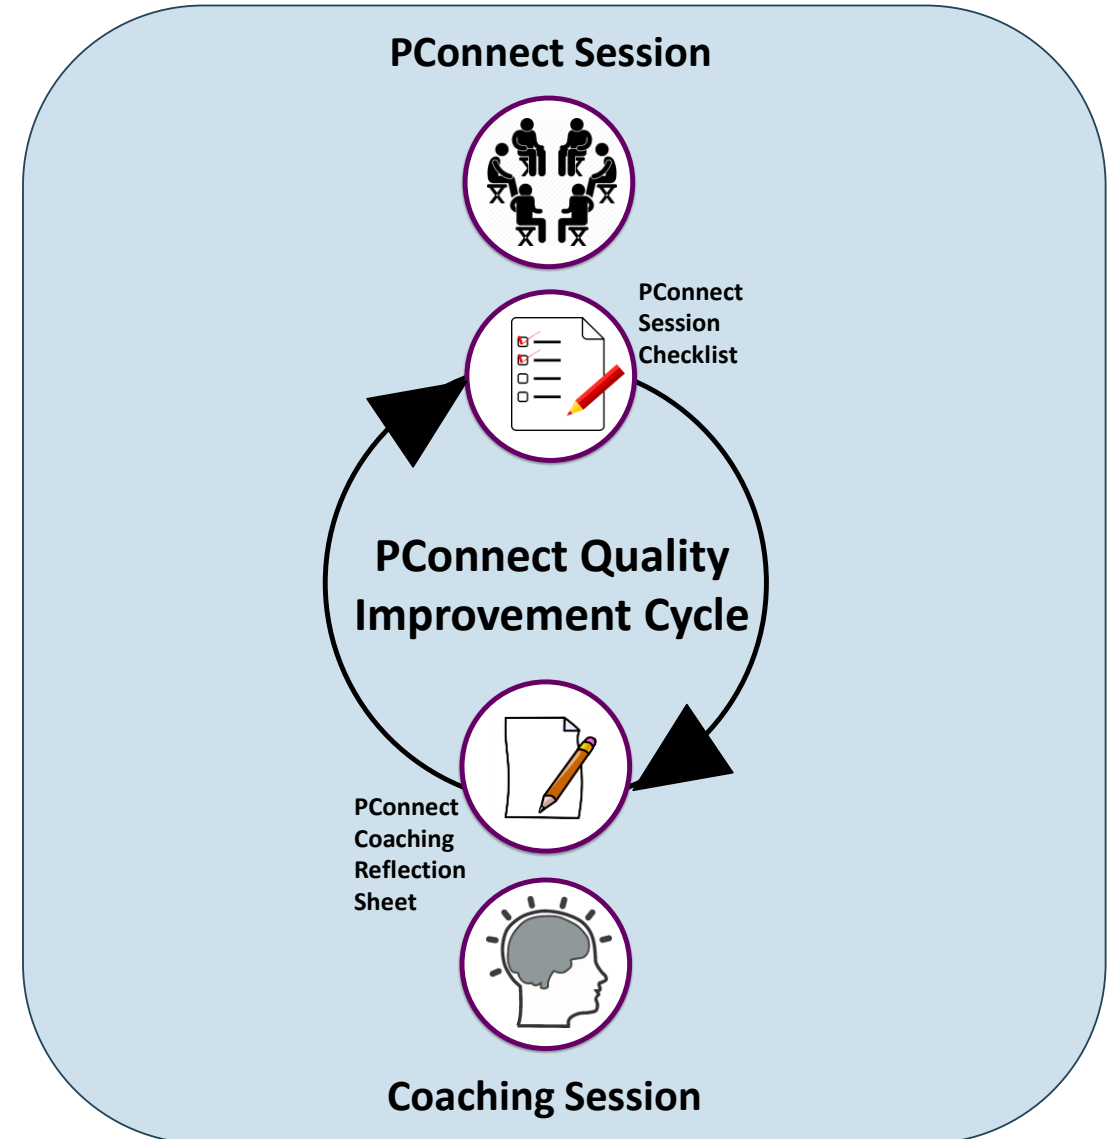 PConnect Session
PConnect
Session
Checklist
PConnect Quality
Improvement Cycle
PConnect
Coaching
Reflection
Sheet
Coaching Session